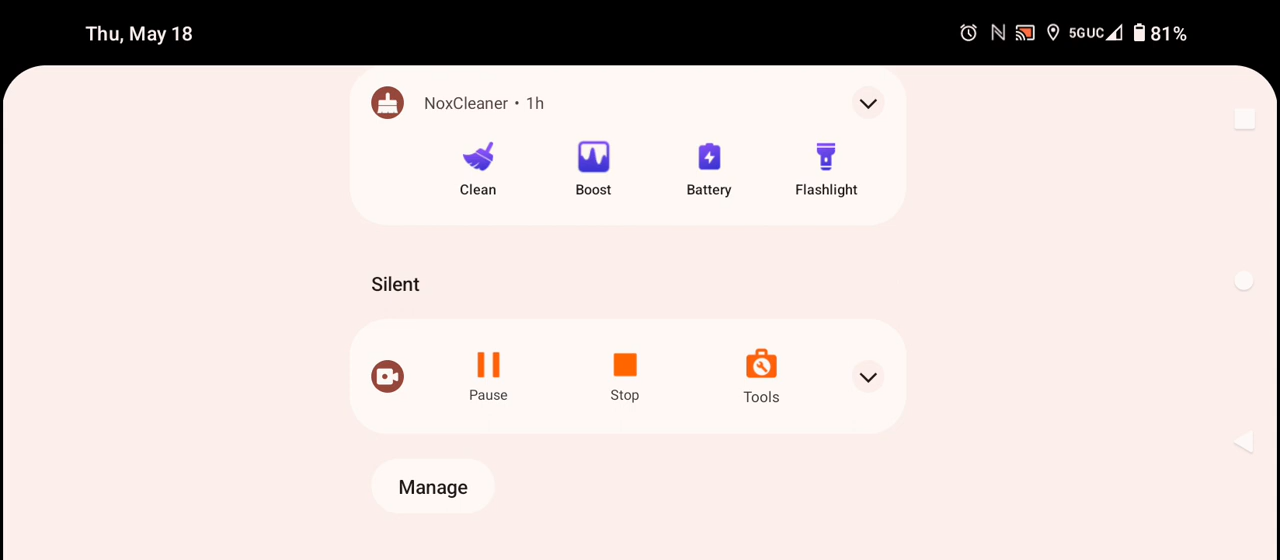 Thu, May 18
5GUC 81%
NoxCleaner • 1h
Clean Boost Battery Flashlight
Silent
Pause Stop Tools
Manage